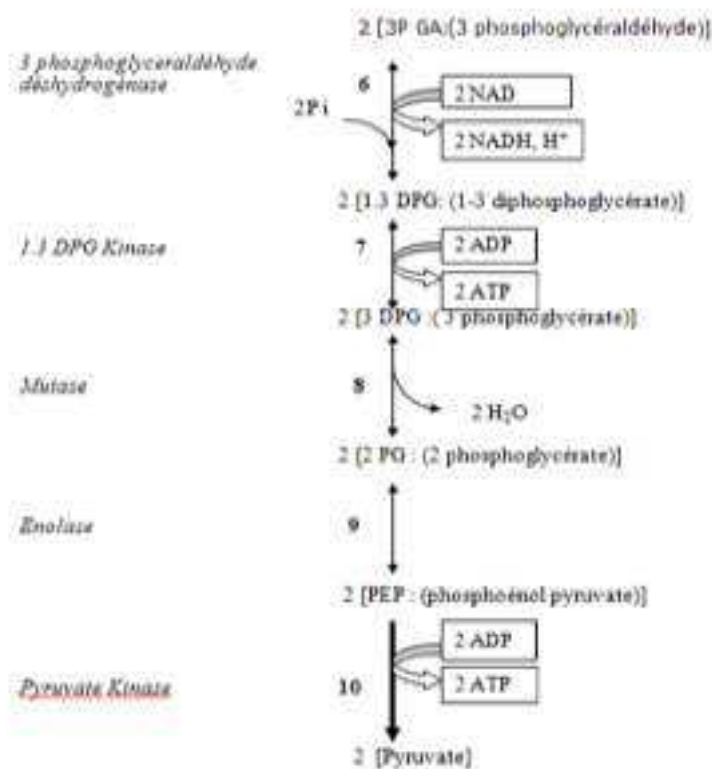 2 [3P GA:(3 phosphoglycéraldéhyde)]
3 phosphoglyceraldéhyde
déshydrogénase
6
2 NAD
2Pi
2 NADH, H⁺
2 [1.3 DPG: (1-3 diphosphoglycérate)]
1.3 DPG Kinase
7
2 ADP
2 ATP
2 [3 DPG :( 3 phosphoglycérate)]
Mutase
8
2 H₂O
2 [2 PG : (2 phosphoglycérate)]
Enolase
9
2 [PEP : (phosphoénol pyruvate)]
2 ADP
Pyruvate Kinase
10
2 ATP
2 [Pyruvate]